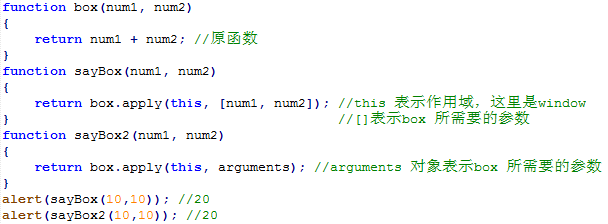 function box(num1, num2)
{
    return num1 + num2; //原函数
}
function sayBox(num1, num2)
{
    return box.apply(this, [num1, num2]); //this 表示作用域，这里是window
}                                         //[]表示box 所需要的参数
function sayBox2(num1, num2)
{
    return box.apply(this, arguments); //arguments 对象表示box 所需要的参数
}
alert(sayBox(10,10)); //20
alert(sayBox2(10,10)); //20